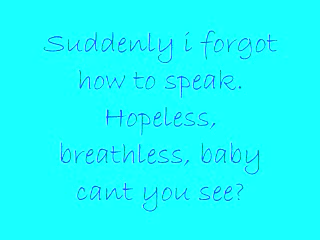 Suddenly i forgot
how to speak.
Hopeless,
breathless, baby
cant you see?